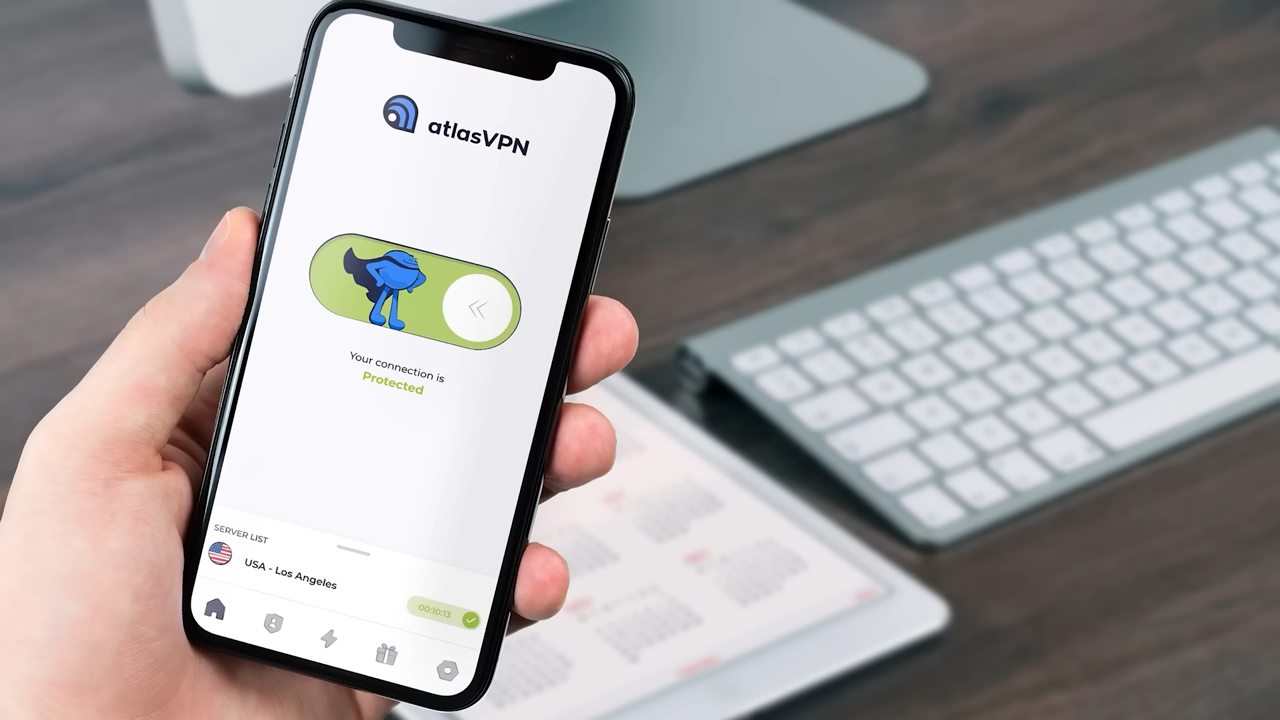 atlasVPN
Your connection is
Protected
SERVER LIST
USA - Los Angeles
00:10:13